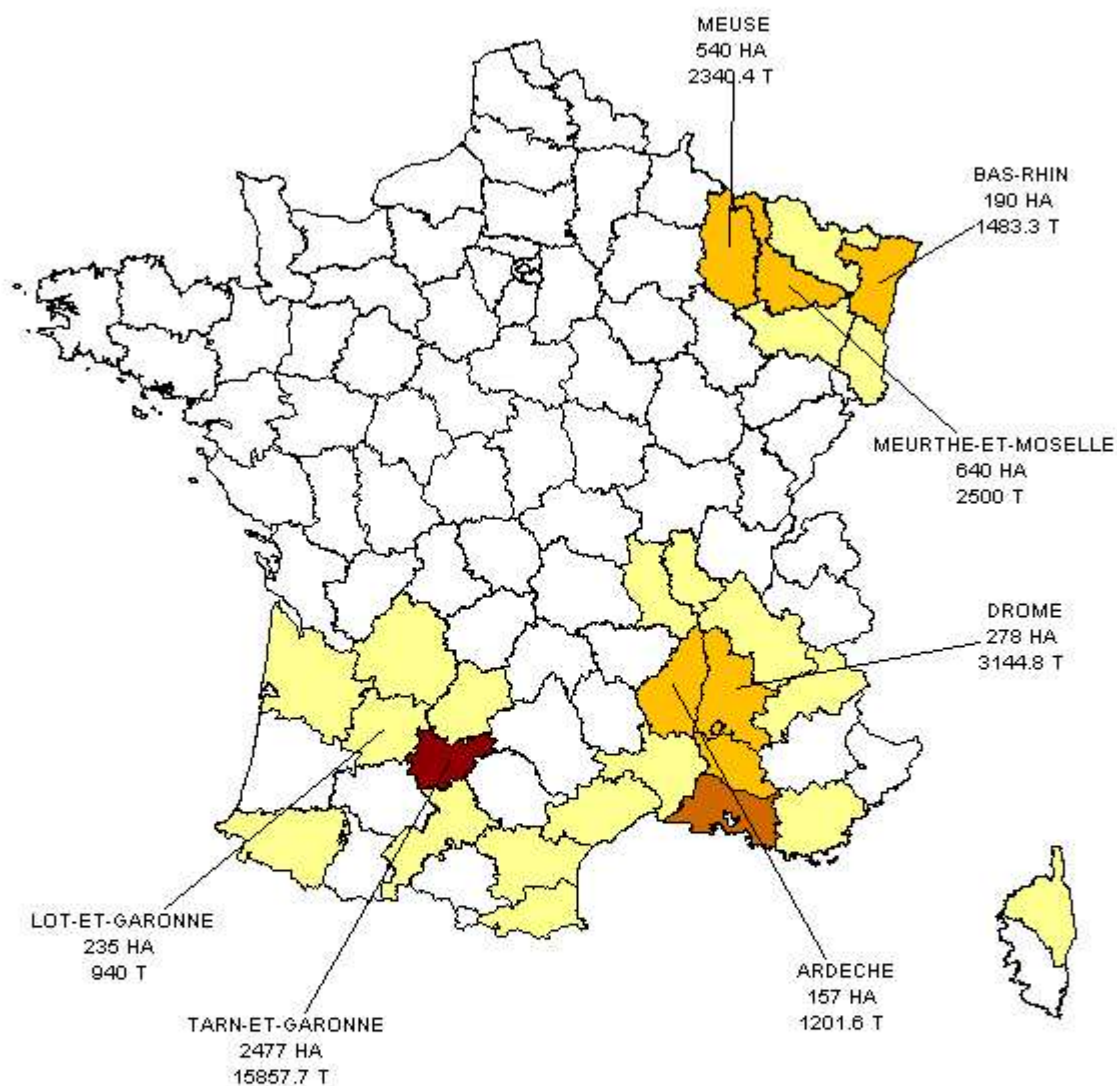 MEUSE
540 HA
2340.4 T
BAS-RHIN
190 HA
1483.3 T
MEURTHE-ET-MOSELLE
640 HA
2500 T
DROME
278 HA
3144.8 T
LOT-ET-GARONNE
235 HA
940 T
ARDECHE
157 HA
1201.6 T
TARN-ET-GARONNE
2477 HA
15857.7 T